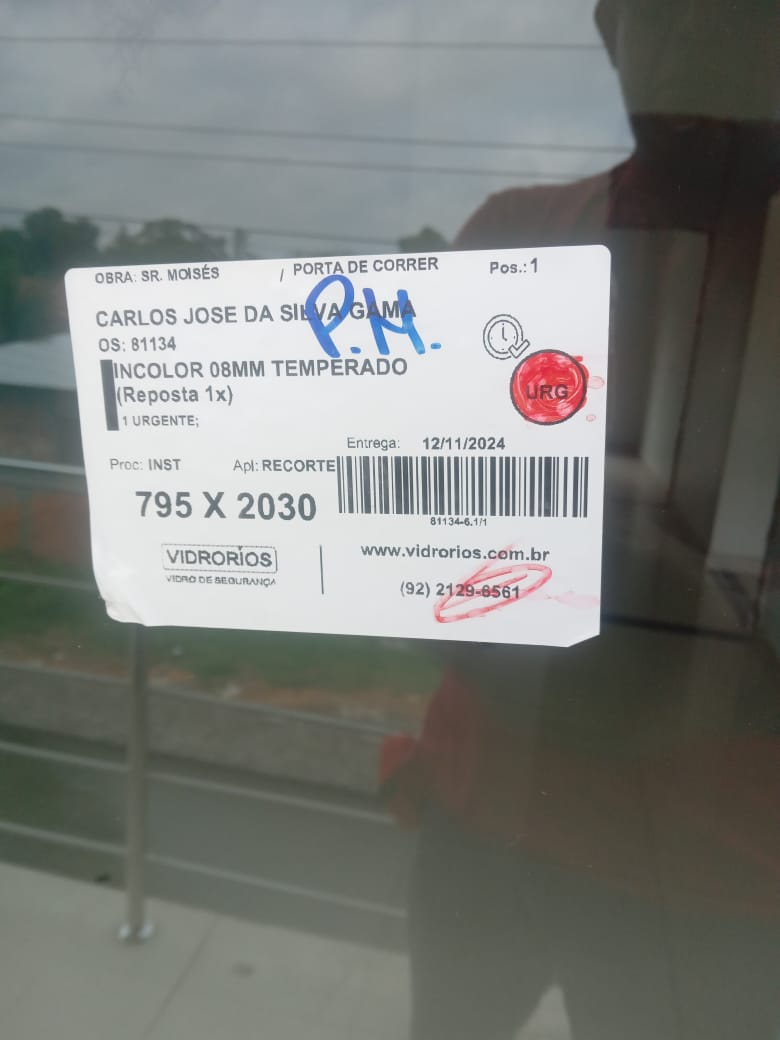 OBRA: SR. MOISÉS / PORTA DE CORRER Pos.: 1
CARLOS JOSE DA SILVA GAMA
P.M.
OS: 81134
INCOLOR 08MM TEMPERADO
(Reposta 1x)
URG
1 URGENTE;
Entrega: 12/11/2024
Proc: INST Apl: RECORTE
795 X 2030
81134-6.1/1
VIDRORIOS
VIDRO DE SEGURANÇA
www.vidrorios.com.br
(92) 2129-6561